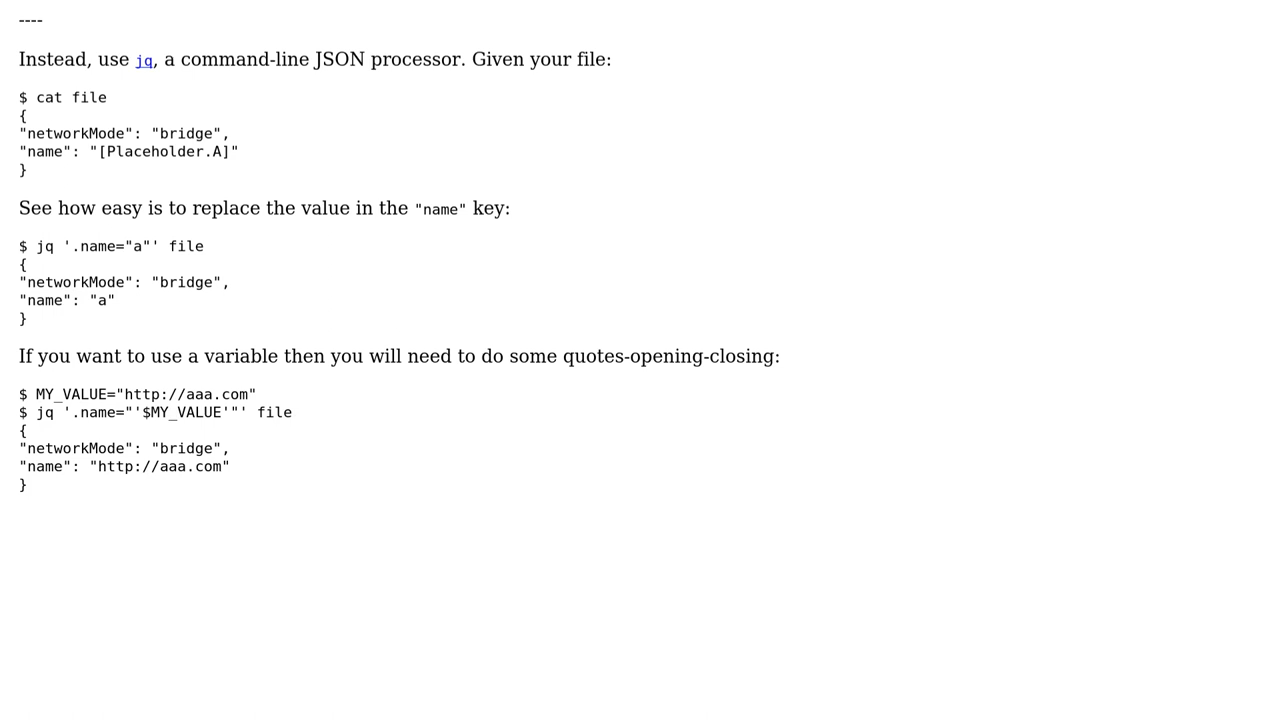 ----
Instead, use jq, a command-line JSON processor. Given your file:
$ cat file
{
"networkMode": "bridge",
"name": "[Placeholder.A]"
}
See how easy is to replace the value in the "name" key:
$ jq '.name="a"' file
{
"networkMode": "bridge",
"name": "a"
}
If you want to use a variable then you will need to do some quotes-opening-closing:
$ MY_VALUE="http://aaa.com"
$ jq '.name="'$MY_VALUE'"' file
{
"networkMode": "bridge",
"name": "http://aaa.com"
}